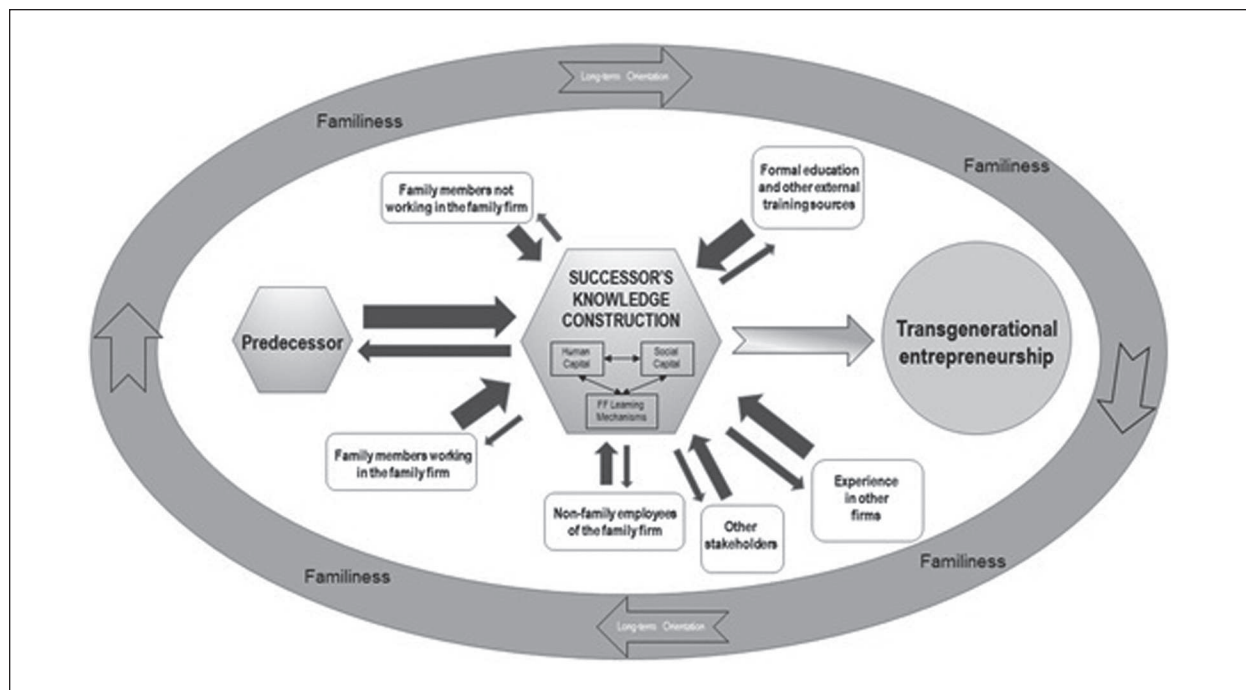 Long-term Orientation
Familiness
Familiness
Family members not
working in the family firm
Formal education
and other external
training sources
SUCCESSOR'S
KNOWLEDGE
CONSTRUCTION
Human
Capital
Social
Capital
FF Learning
Mechanisms
Predecessor
Transgenerational
entrepreneurship
Family members working
in the family firm
Non-family employees
of the family firm
Other
stakeholders
Experience
in other
firms
Familiness
Familiness
Long-term Orientation